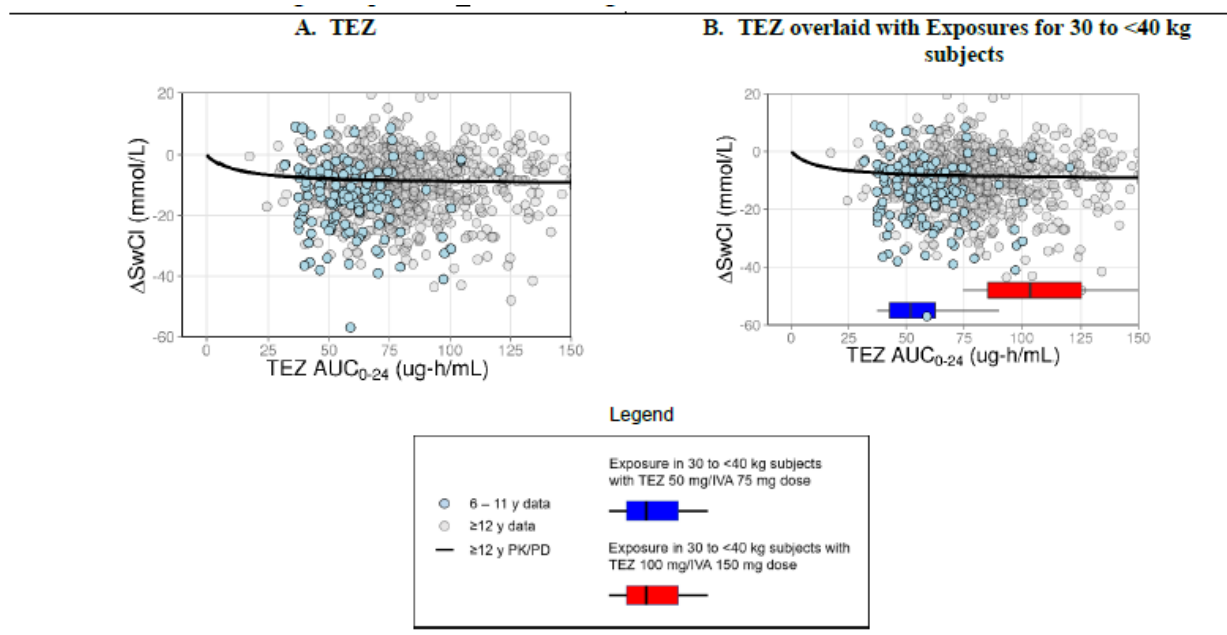 A. TEZ
B. TEZ overlaid with Exposures for 30 to <40 kg
subjects
20
0
-20
-40
-60
ΔSwCl (mmol/L)
0 25 50 75 100 125 150
TEZ AUC0-24 (ug-h/mL)
20
0
-20
-40
-60
ΔSwCl (mmol/L)
0 25 50 75 100 125 150
TEZ AUC0-24 (ug-h/mL)
Legend
6 – 11 y data
≥12 y data
≥12 y PK/PD
Exposure in 30 to <40 kg subjects
with TEZ 50 mg/IVA 75 mg dose
Exposure in 30 to <40 kg subjects with
TEZ 100 mg/IVA 150 mg dose